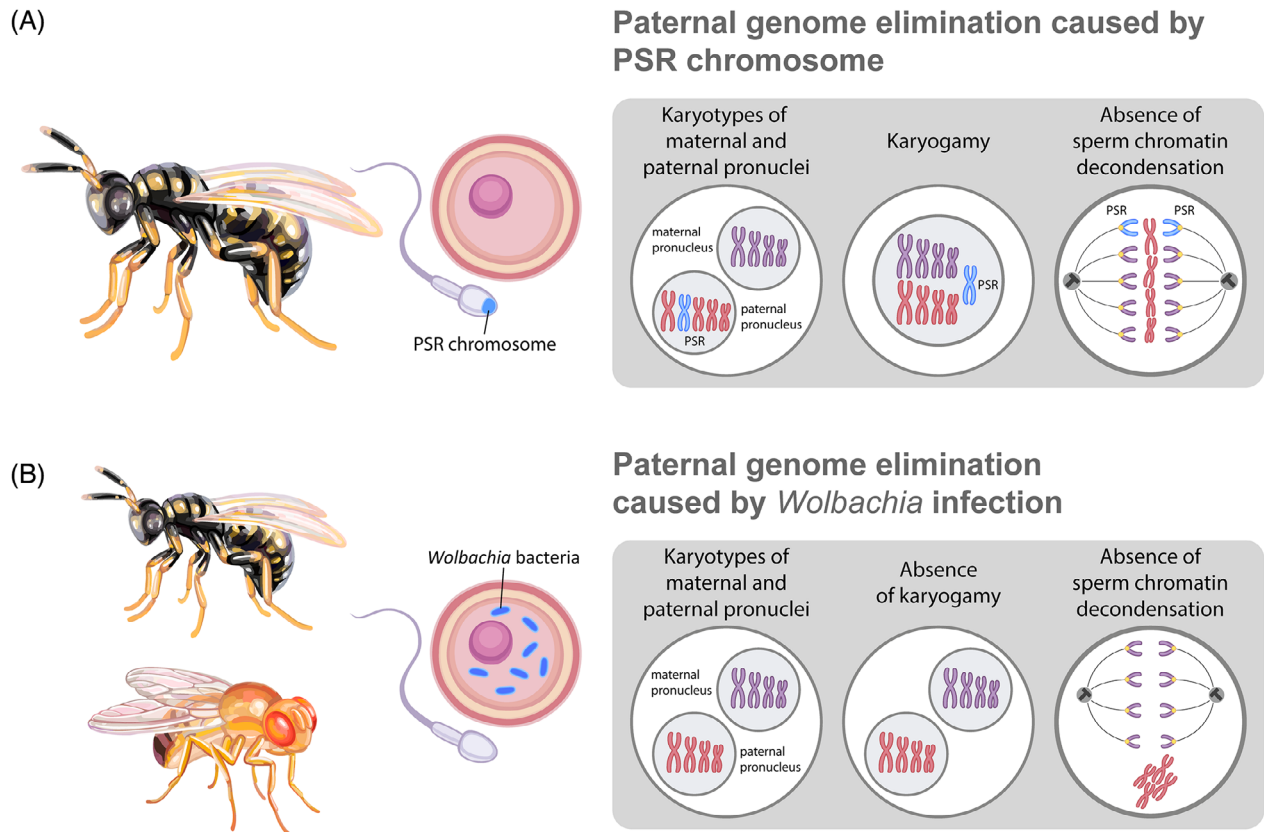 (A)
Paternal genome elimination caused by
PSR chromosome
Karyotypes of
maternal and
paternal pronuclei
Karyogamy
Absence of
sperm chromatin
decondensation
maternal
pronucleus
paternal
pronucleus
PSR
PSR
PSR
PSR
PSR chromosome
(B)
Paternal genome elimination
caused by Wolbachia infection
Wolbachia bacteria
Karyotypes of
maternal and
paternal pronuclei
Absence
of karyogamy
Absence of
sperm chromatin
decondensation
maternal
pronucleus
paternal
pronucleus